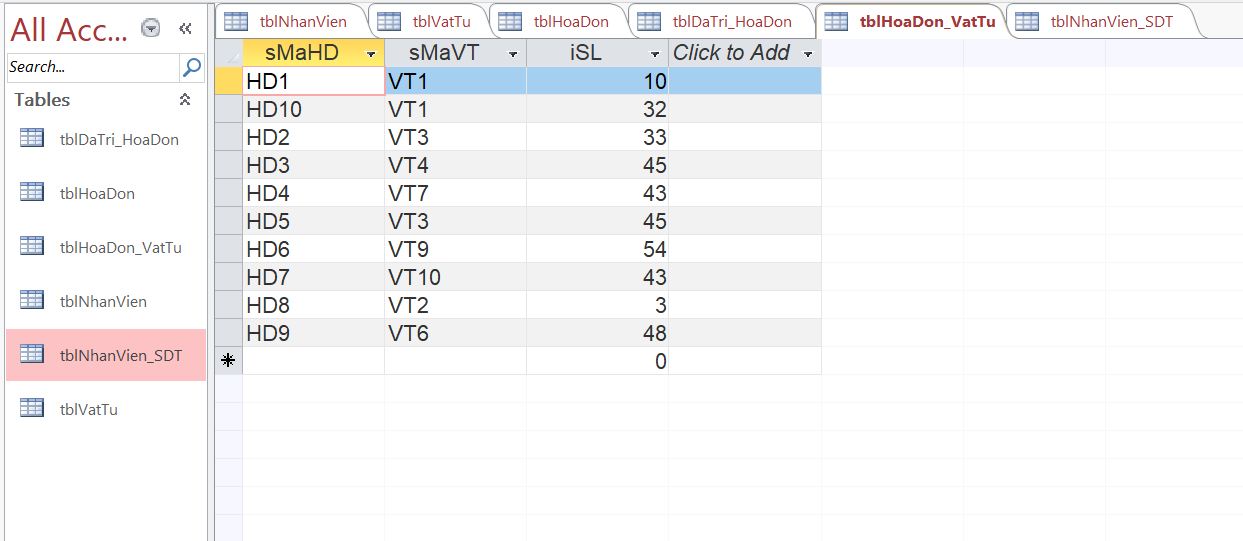 All Acc...
Search...
Tables
tblDaTri_HoaDon
tblHoaDon
tblHoaDon_VatTu
tblNhanVien
tblNhanVien_SDT
tblVatTu
tblNhanVien tblVatTu tblHoaDon tblDaTri_HoaDon tblHoaDon_VatTu tblNhanVien_SDT
sMaHD sMaVT iSL Click to Add
HD1 VT1 10
HD10 VT1 32
HD2 VT3 33
HD3 VT4 45
HD4 VT7 43
HD5 VT3 45
HD6 VT9 54
HD7 VT10 43
HD8 VT2 3
HD9 VT6 48
0